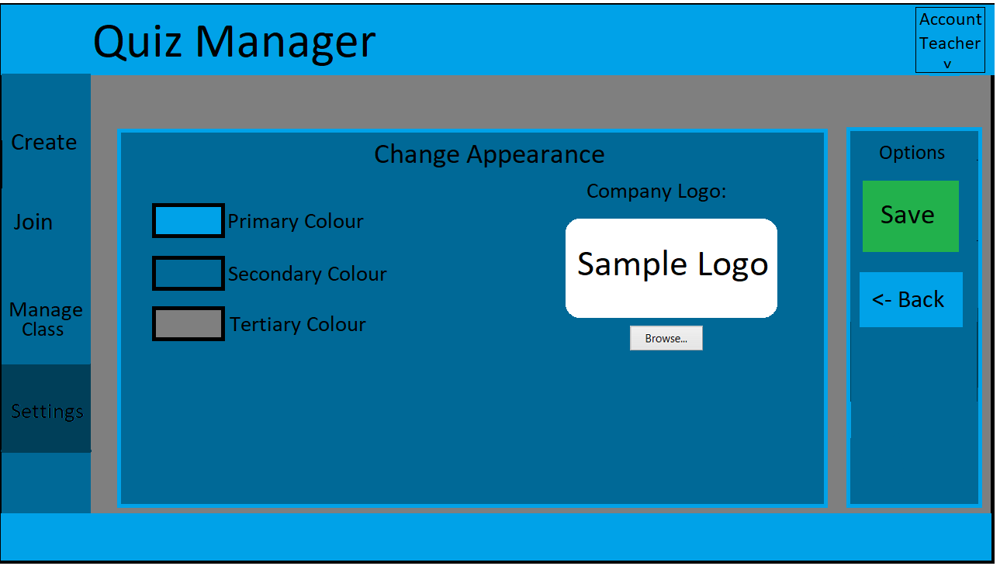 Quiz Manager
Account
Teacher
v
Create
Join
Manage
Class
Settings
Change Appearance
Primary Colour
Secondary Colour
Tertiary Colour
Company Logo:
Sample Logo
Browse...
Options
Save
<- Back